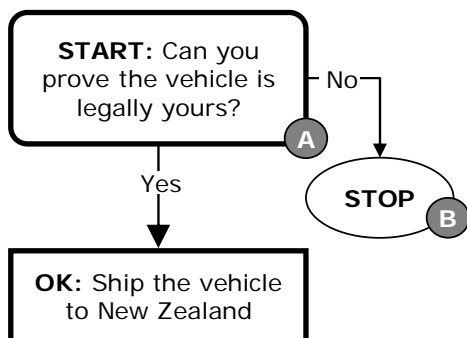 START: Can you
prove the vehicle is
legally yours?
No
A
Yes
STOP
B
OK: Ship the vehicle
to New Zealand